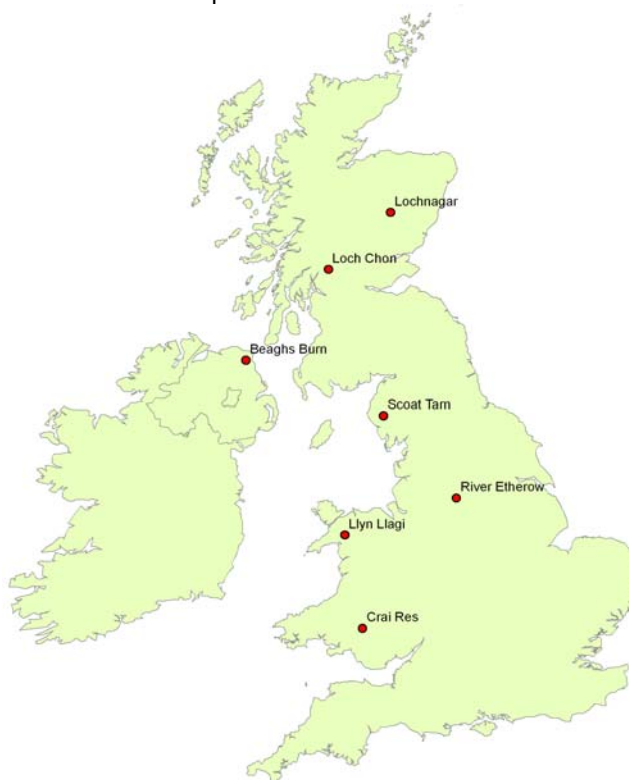 Lochnagar
Loch Chon
Beaghs Burn
Scoat Tarn
River Etherow
Llyn Llagi
Crai Res